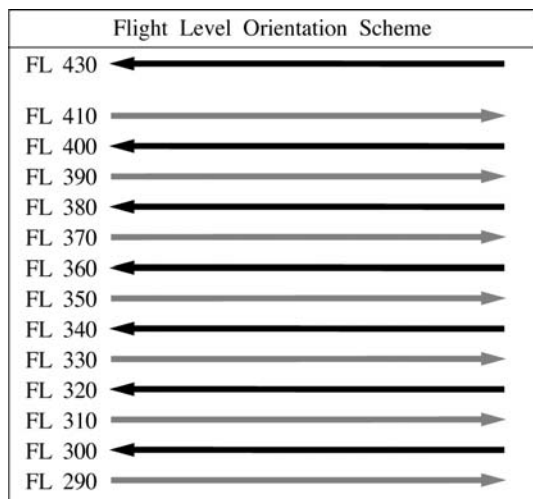 Flight Level Orientation Scheme
FL 430
FL 410
FL 400
FL 390
FL 380
FL 370
FL 360
FL 350
FL 340
FL 330
FL 320
FL 310
FL 300
FL 290